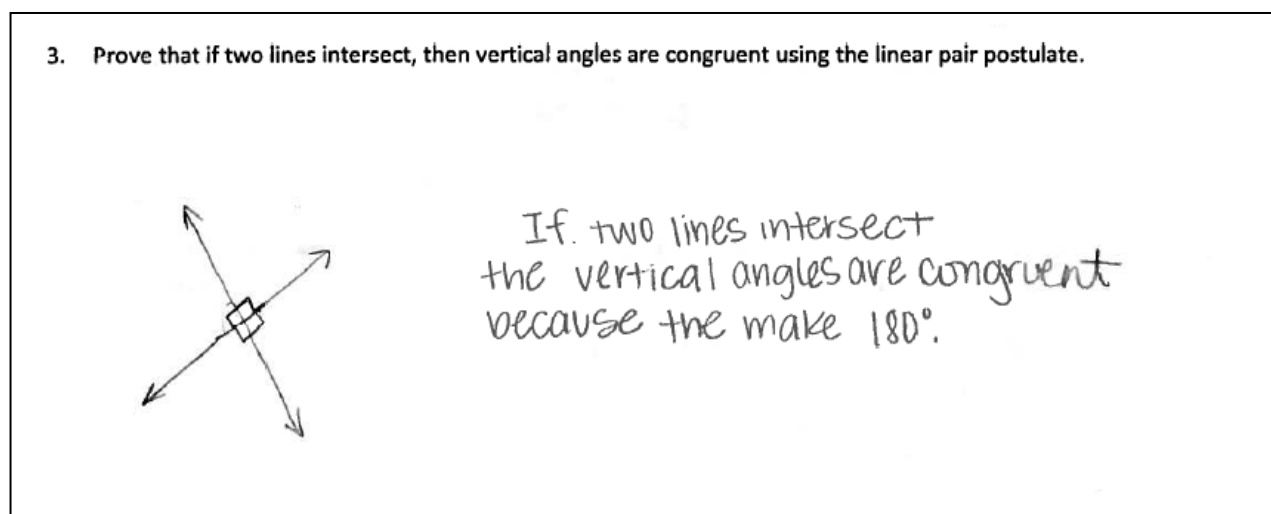 3. Prove that if two lines intersect, then vertical angles are congruent using the linear pair postulate.
If. two lines intersect
the vertical angles are congruent
because the make 180°.